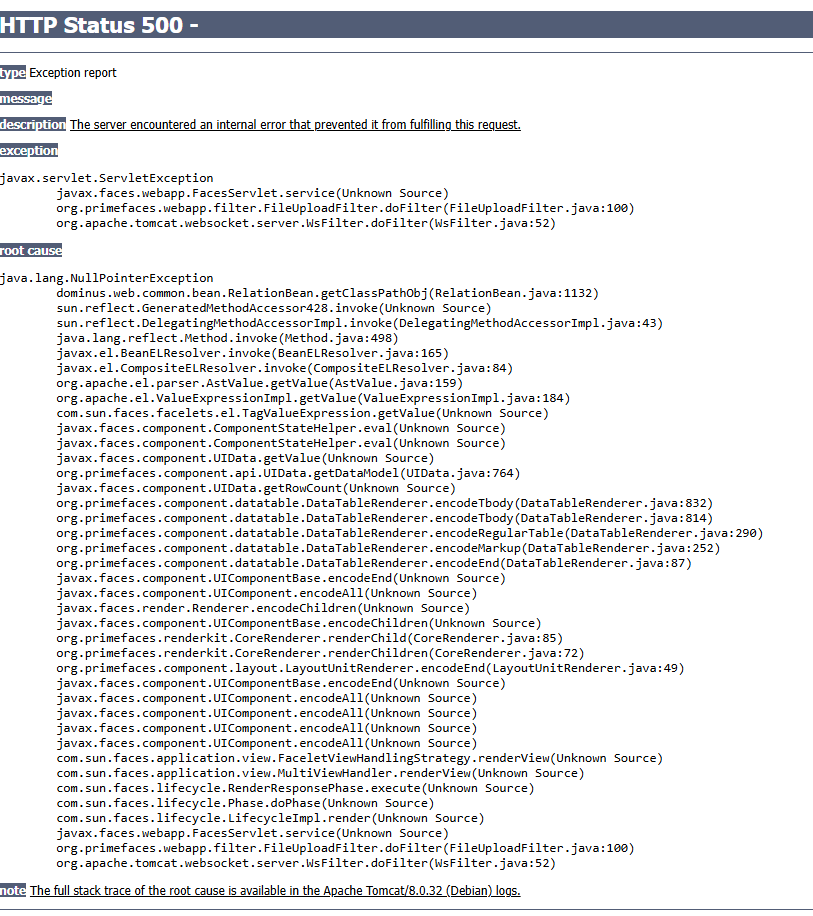 HTTP Status 500 -
type Exception report
message
description The server encountered an internal error that prevented it from fulfilling this request.
exception
javax.servlet.ServletException
javax.faces.webapp.FacesServlet.service(Unknown Source)
org.primefaces.webapp.filter.FileUploadFilter.doFilter(FileUploadFilter.java:100)
org.apache.tomcat.websocket.server.WsFilter.doFilter(WsFilter.java:52)
root cause
java.lang.NullPointerException
dominus.web.common.bean.RelationBean.getClassPathObj(RelationBean.java:1132)
sun.reflect.GeneratedMethodAccessor428.invoke(Unknown Source)
sun.reflect.DelegatingMethodAccessorImpl.invoke(DelegatingMethodAccessorImpl.java:43)
java.lang.reflect.Method.invoke(Method.java:498)
javax.el.BeanELResolver.invoke(BeanELResolver.java:165)
javax.el.CompositeELResolver.invoke(CompositeELResolver.java:84)
org.apache.el.parser.AstValue.getValue(AstValue.java:159)
org.apache.el.ValueExpressionImpl.getValue(ValueExpressionImpl.java:184)
com.sun.faces.facelets.el.TagValueExpression.getValue(Unknown Source)
javax.faces.component.ComponentStateHelper.eval(Unknown Source)
javax.faces.component.ComponentStateHelper.eval(Unknown Source)
javax.faces.component.UIData.getValue(Unknown Source)
org.primefaces.component.api.UIData.getDataModel(UIData.java:764)
javax.faces.component.UIData.getRowCount(Unknown Source)
org.primefaces.component.datatable.DataTableRenderer.encodeTbody(DataTableRenderer.java:832)
org.primefaces.component.datatable.DataTableRenderer.encodeTbody(DataTableRenderer.java:814)
org.primefaces.component.datatable.DataTableRenderer.encodeRegularTable(DataTableRenderer.java:290)
org.primefaces.component.datatable.DataTableRenderer.encodeMarkup(DataTableRenderer.java:252)
org.primefaces.component.datatable.DataTableRenderer.encodeEnd(DataTableRenderer.java:87)
javax.faces.component.UIComponentBase.encodeEnd(Unknown Source)
javax.faces.component.UIComponent.encodeAll(Unknown Source)
javax.faces.render.Renderer.encodeChildren(Unknown Source)
javax.faces.component.UIComponentBase.encodeChildren(Unknown Source)
org.primefaces.renderkit.CoreRenderer.renderChild(CoreRenderer.java:85)
org.primefaces.renderkit.CoreRenderer.renderChildren(CoreRenderer.java:72)
org.primefaces.component.layout.LayoutUnitRenderer.encodeEnd(LayoutUnitRenderer.java:49)
javax.faces.component.UIComponentBase.encodeEnd(Unknown Source)
javax.faces.component.UIComponent.encodeAll(Unknown Source)
javax.faces.component.UIComponent.encodeAll(Unknown Source)
javax.faces.component.UIComponent.encodeAll(Unknown Source)
javax.faces.component.UIComponent.encodeAll(Unknown Source)
com.sun.faces.application.view.FaceletViewHandlingStrategy.renderView(Unknown Source)
com.sun.faces.application.view.MultiViewHandler.renderView(Unknown Source)
com.sun.faces.lifecycle.RenderResponsePhase.execute(Unknown Source)
com.sun.faces.lifecycle.Phase.doPhase(Unknown Source)
com.sun.faces.lifecycle.LifecycleImpl.render(Unknown Source)
javax.faces.webapp.FacesServlet.service(Unknown Source)
org.primefaces.webapp.filter.FileUploadFilter.doFilter(FileUploadFilter.java:100)
org.apache.tomcat.websocket.server.WsFilter.doFilter(WsFilter.java:52)
note The full stack trace of the root cause is available in the Apache Tomcat/8.0.32 (Debian) logs.